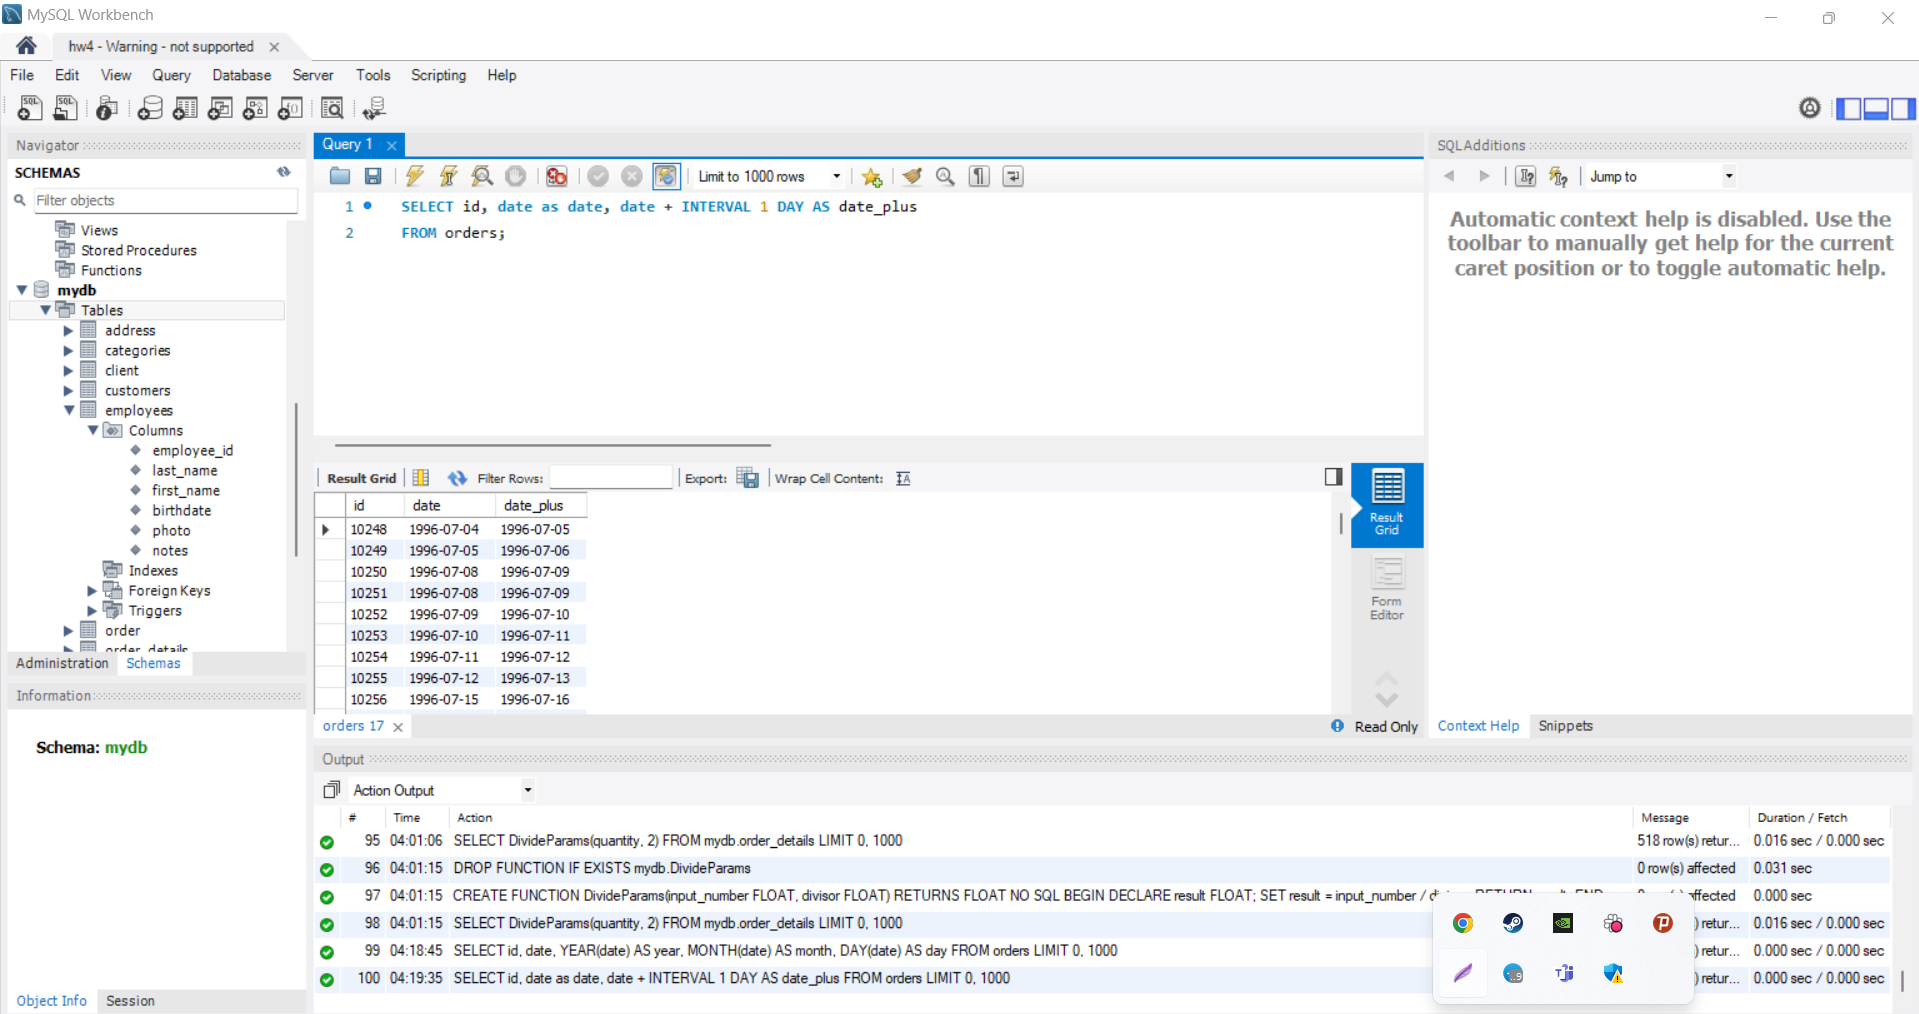 MySQL Workbench
hw4 - Warning - not supported
File Edit View Query Database Server Tools Scripting Help
Navigator
SCHEMAS
Filter objects
Views
Stored Procedures
Functions
mydb
Tables
address
categories
client
customers
employees
Columns
employee_id
last_name
first_name
birthdate
photo
notes
Indexes
Foreign Keys
Triggers
order
order_details
Administration Schemas
Information
Schema: mydb
Object Info Session
Query 1
Limit to 1000 rows
1 SELECT id, date as date, date + INTERVAL 1 DAY AS date_plus
2 FROM orders;
Result Grid Filter Rows: Export: Wrap Cell Content:
id date date_plus
10248 1996-07-04 1996-07-05
10249 1996-07-05 1996-07-06
10250 1996-07-08 1996-07-09
10251 1996-07-08 1996-07-09
10252 1996-07-09 1996-07-10
10253 1996-07-10 1996-07-11
10254 1996-07-11 1996-07-12
10255 1996-07-12 1996-07-13
10256 1996-07-15 1996-07-16
Result
Grid
Form
Editor
orders 17
Read Only
SQLAdditions
Jump to
Automatic context help is disabled. Use the
toolbar to manually get help for the current
caret position or to toggle automatic help.
Context Help Snippets
Output
Action Output
# Time Action Message Duration / Fetch
95 04:01:06 SELECT DivideParams(quantity, 2) FROM mydb.order_details LIMIT 0, 1000 518 row(s) retur... 0.016 sec / 0.000 sec
96 04:01:15 DROP FUNCTION IF EXISTS mydb.DivideParams 0 row(s) affected 0.031 sec
97 04:01:15 CREATE FUNCTION DivideParams(input_number FLOAT, divisor FLOAT) RETURNS FLOAT NO SQL BEGIN DECLARE result FLOAT; SET result = input_number / affected 0.000 sec
98 04:01:15 SELECT DivideParams(quantity, 2) FROM mydb.order_details LIMIT 0, 1000 ) retur... 0.016 sec / 0.000 sec
99 04:18:45 SELECT id, date, YEAR(date) AS year, MONTH(date) AS month, DAY(date) AS day FROM orders LIMIT 0, 1000 ) retur... 0.000 sec / 0.000 sec
100 04:19:35 SELECT id, date as date, date + INTERVAL 1 DAY AS date_plus FROM orders LIMIT 0, 1000 ) retur... 0.000 sec / 0.000 sec